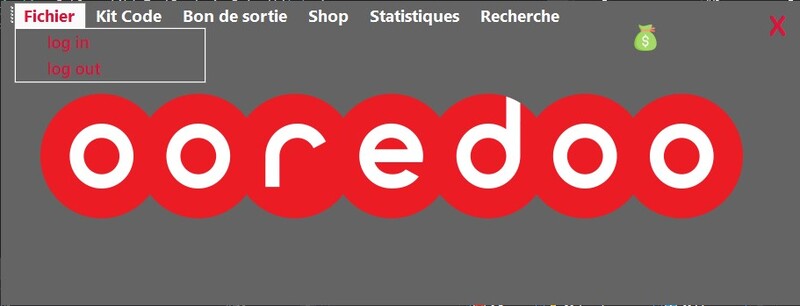 Fichier Kit Code Bon de sortie Shop Statistiques Recherche
X
log in
log out
$
ooredoo